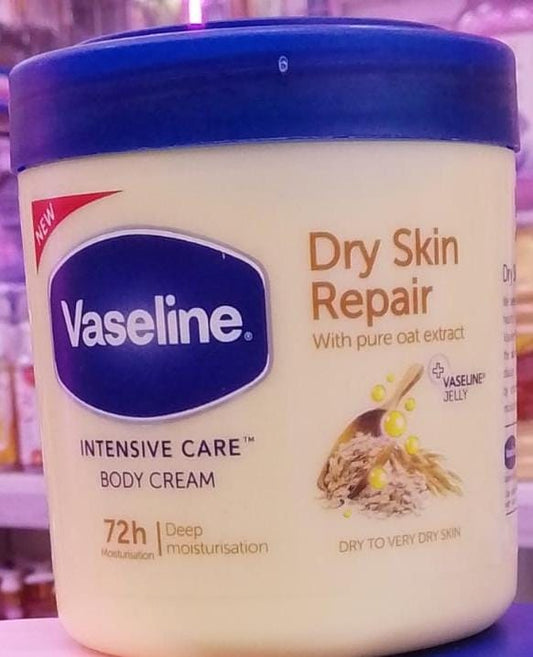 NEW
Vaseline®
INTENSIVE CARE™
BODY CREAM
72h
Moisturisation
Deep
moisturisation
Dry Skin
Repair
With pure oat extract
VASELINE®
JELLY
DRY TO VERY DRY SKIN